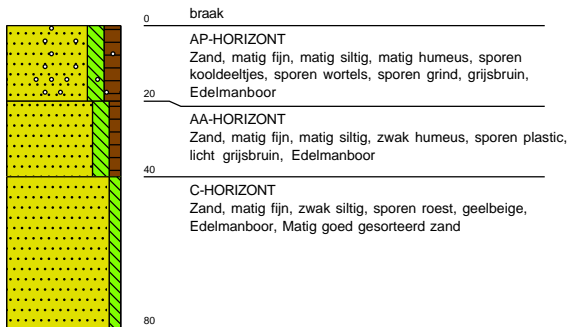 0
braak
AP-HORIZONT
Zand, matig fijn, matig siltig, matig humeus, sporen
kooldeeltjes, sporen wortels, sporen grind, grijsbruin,
Edelmanboor
20
AA-HORIZONT
Zand, matig fijn, matig siltig, zwak humeus, sporen plastic,
licht grijsbruin, Edelmanboor
40
C-HORIZONT
Zand, matig fijn, zwak siltig, sporen roest, geelbeige,
Edelmanboor, Matig goed gesorteerd zand
80